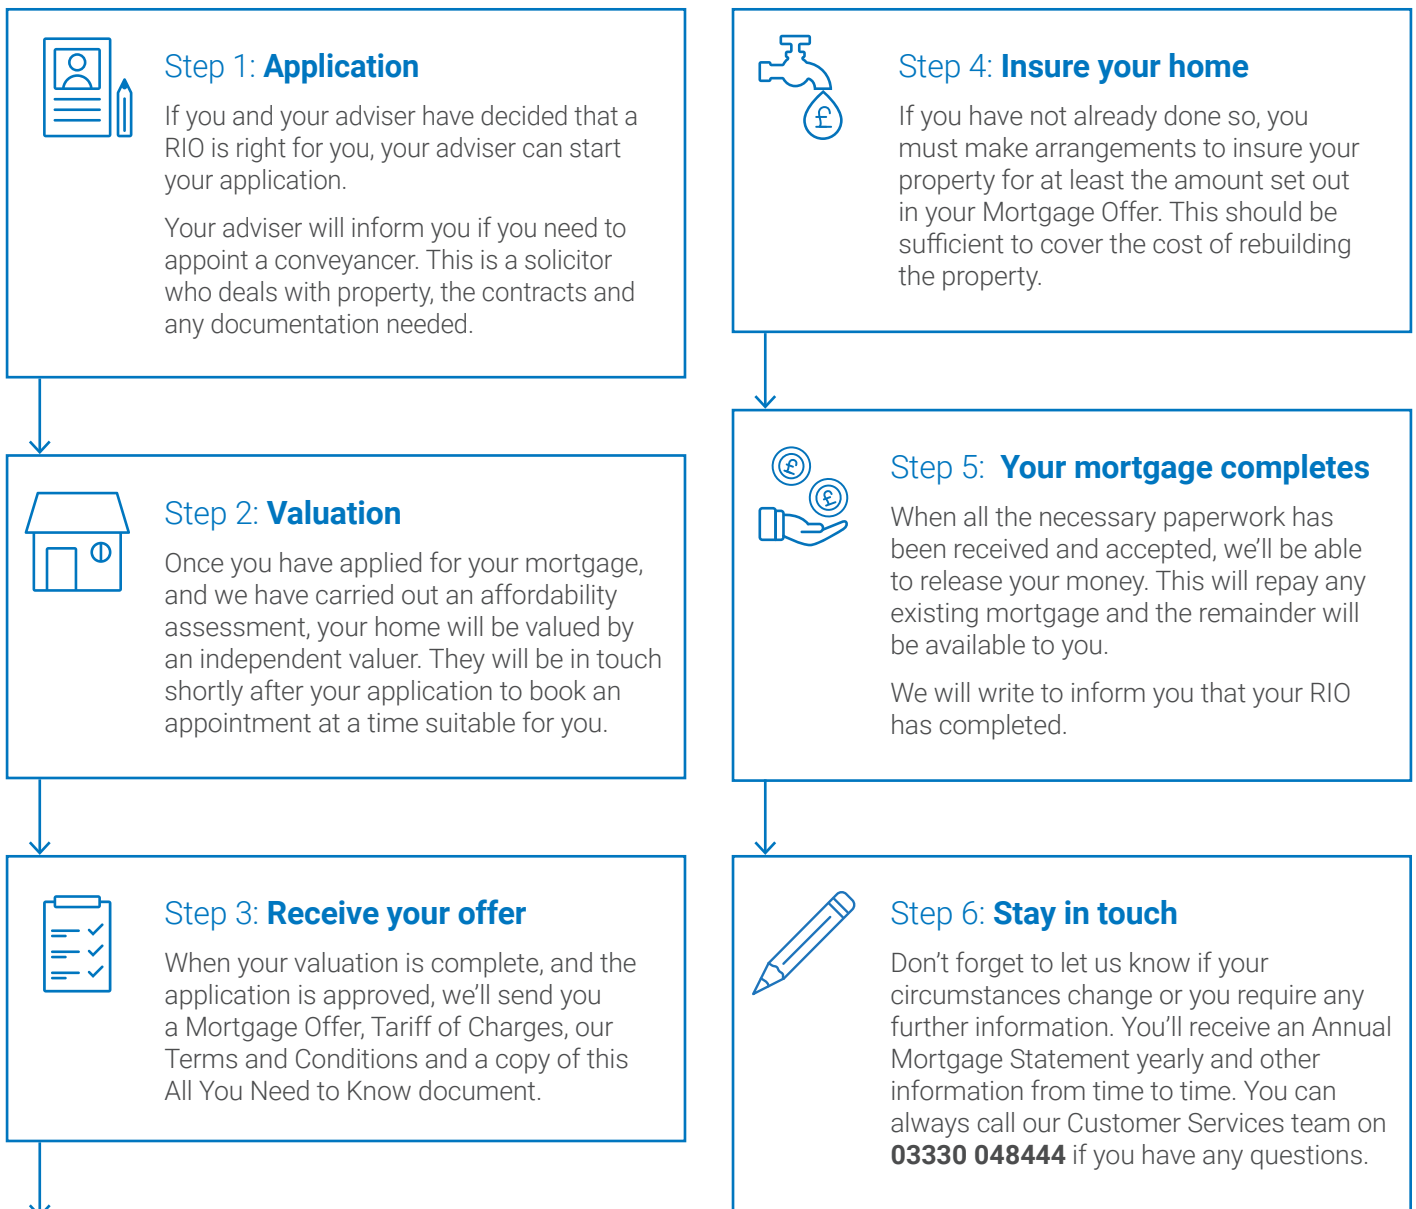 Step 1: Application
If you and your adviser have decided that a
RIO is right for you, your adviser can start
your application.
Your adviser will inform you if you need to
appoint a conveyancer. This is a solicitor
who deals with property, the contracts and
any documentation needed.
Step 2: Valuation
Once you have applied for your mortgage,
and we have carried out an affordability
assessment, your home will be valued by
an independent valuer. They will be in touch
shortly after your application to book an
appointment at a time suitable for you.
Step 3: Receive your offer
When your valuation is complete, and the
application is approved, we’ll send you
a Mortgage Offer, Tariff of Charges, our
Terms and Conditions and a copy of this
All You Need to Know document.
£
Step 4: Insure your home
If you have not already done so, you
must make arrangements to insure your
property for at least the amount set out
in your Mortgage Offer. This should be
sufficient to cover the cost of rebuilding
the property.
£
£
Step 5: Your mortgage completes
When all the necessary paperwork has
been received and accepted, we’ll be able
to release your money. This will repay any
existing mortgage and the remainder will
be available to you.
We will write to inform you that your RIO
has completed.
Step 6: Stay in touch
Don’t forget to let us know if your
circumstances change or you require any
further information. You’ll receive an Annual
Mortgage Statement yearly and other
information from time to time. You can
always call our Customer Services team on
03330 048444 if you have any questions.